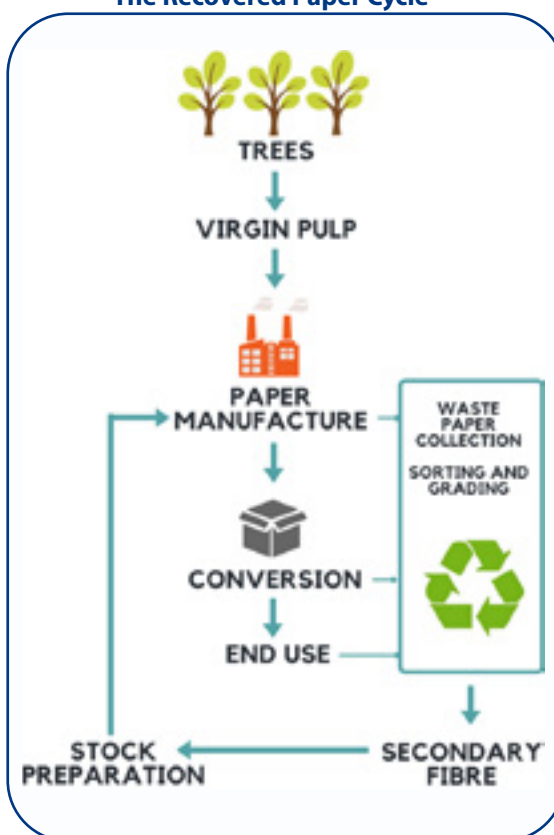 The Recovered Paper Cycle
TREES
VIRGIN PULP
PAPER
MANUFACTURE
WASTE
PAPER
COLLECTION
SORTING AND
GRADING
CONVERSION
END USE
STOCK
PREPARATION
SECONDARY
FIBRE